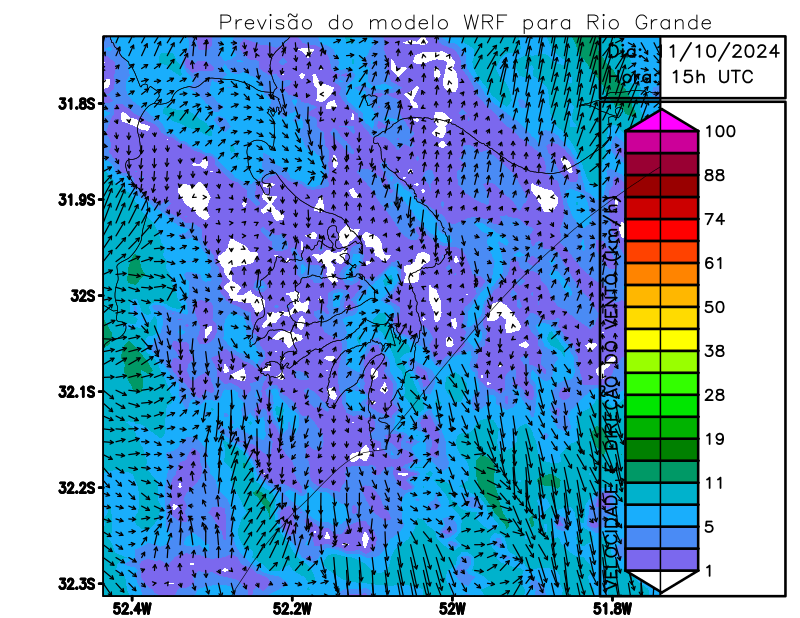 Previsão do modelo WRF para Rio Grande
Dia: 1/10/2024
Hora: 15h UTC
31.8S
31.9S
32S
32.1S
32.2S
32.3S
52.4W
52.2W
52W
51.8W
VELOCIDADE E DIREÇÃO DO VENTO (km/h)
100
88
74
61
50
38
28
19
11
5
1